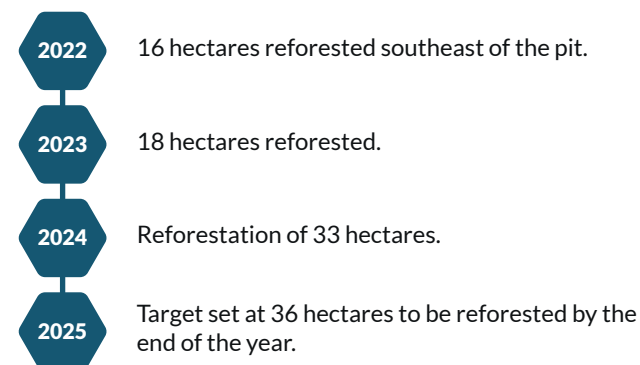 2022
16 hectares reforested southeast of the pit.
2023
18 hectares reforested.
2024
Reforestation of 33 hectares.
2025
Target set at 36 hectares to be reforested by the
end of the year.